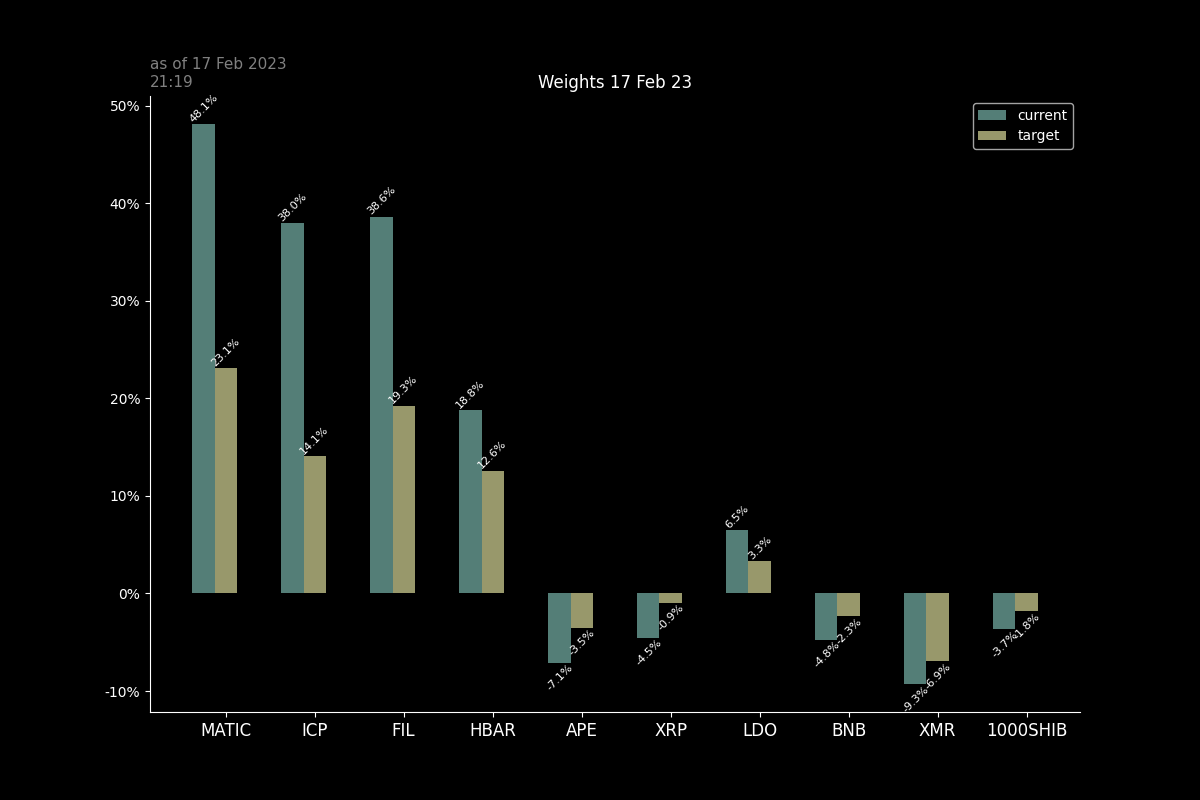 as of 17 Feb 2023
21:19
Weights 17 Feb 23
current
target
50%
40%
30%
20%
10%
0%
-10%
48.1%
23.1%
38.0%
14.1%
38.6%
19.3%
18.8%
12.6%
-7.1%
-3.5%
-4.5%
-0.9%
6.5%
3.3%
-4.8%
-2.3%
-9.3%
-6.9%
-3.7%
-1.8%
MATIC
ICP
FIL
HBAR
APE
XRP
LDO
BNB
XMR
1000SHIB